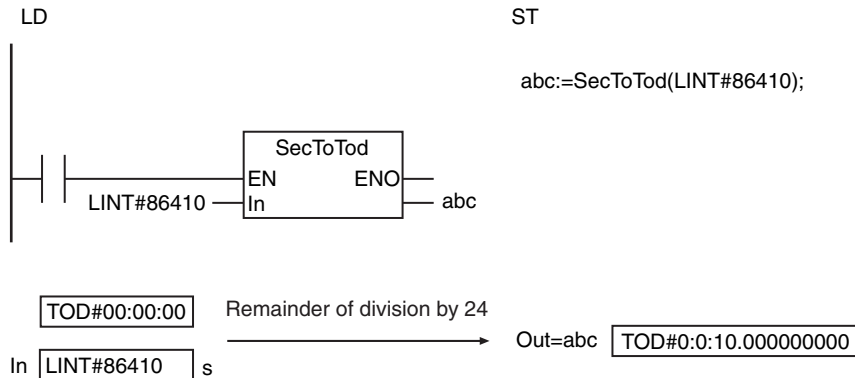 LD
ST
abc:=SecToTod(LINT#86410);
SecToTod
EN ENO
LINT#86410 In abc
TOD#00:00:00
Remainder of division by 24
Out=abc TOD#0:0:10.000000000
In LINT#86410 s